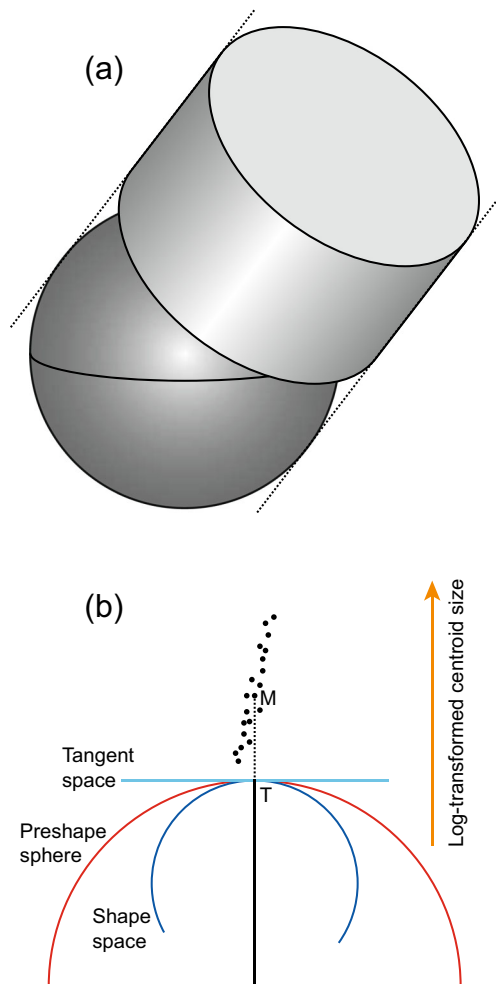 (a)
(b)
Log-transformed centroid size
M
Tangent
space
T
Preshape
sphere
Shape
space